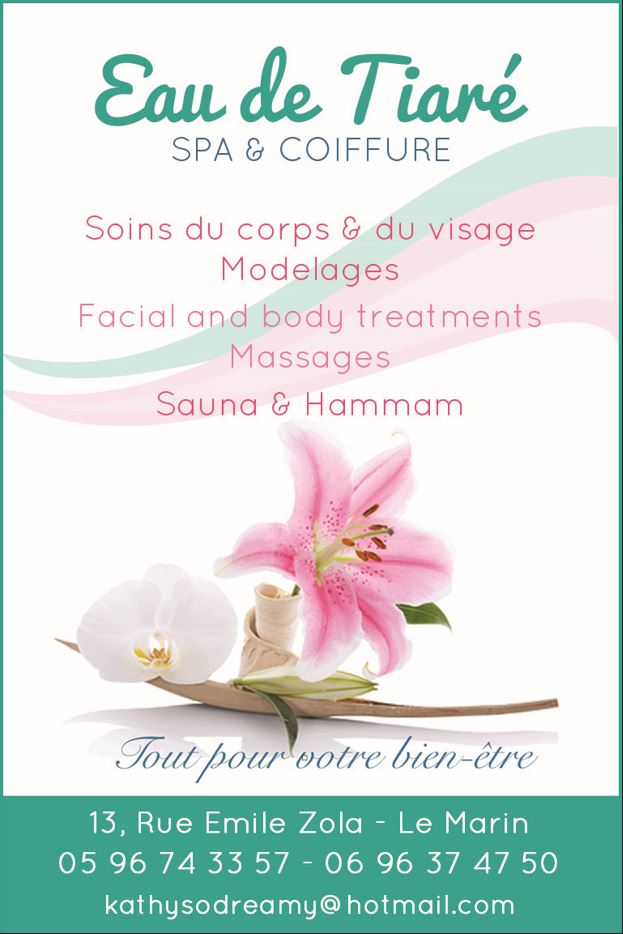 Eau de Tiaré
SPA & COIFFURE
Soins du corps & du visage
Modelages
Facial and body treatments
Massages
Sauna & Hammam
Tout pour votre bien-être
13, Rue Emile Zola - Le Marin
05 96 74 33 57 - 06 96 37 47 50
kathysodreamy@hotmail.com